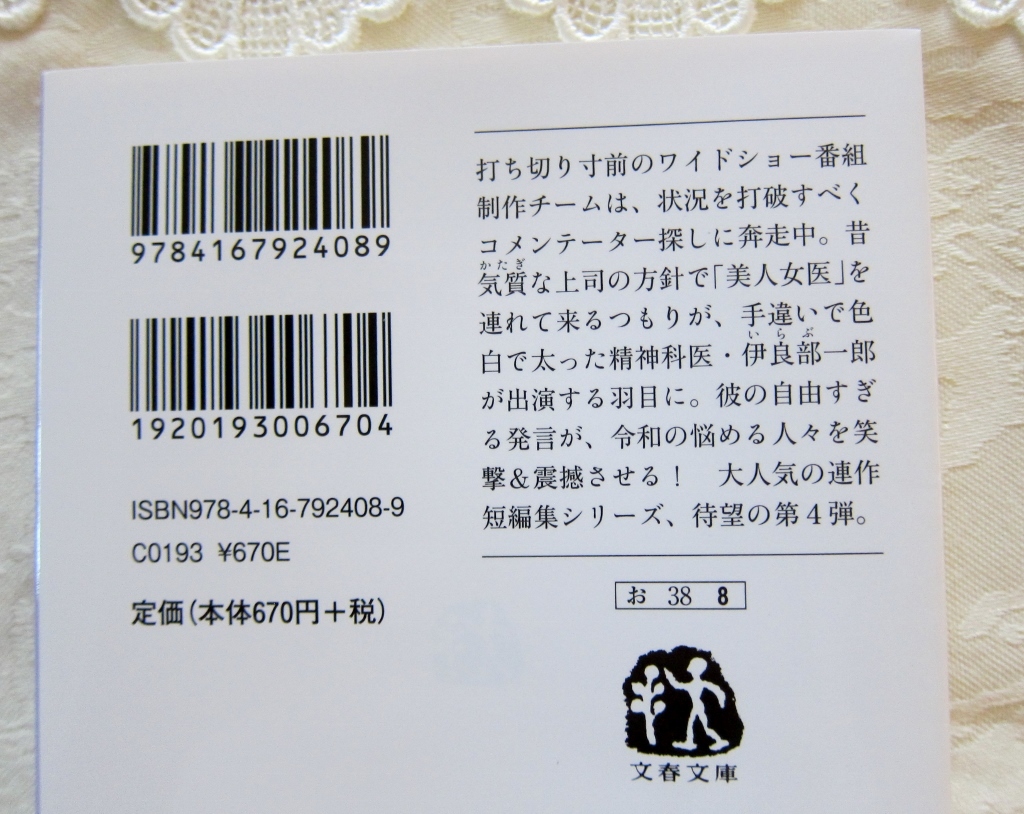 9784167924089
1920193006704
ISBN978-4-16-792408-9
C0193 ¥670E
定価(本体670円+税)
打ち切り寸前のワイドショー番組
制作チームは、状況を打破すべく
コメンテーター探しに奔走中。昔
かたぎ
気質な上司の方針で「美人女医」を
連れて来るつもりが、手違いで色
いらぶ
白で太った精神科医・伊良部一郎
が出演する羽目に。彼の自由すぎ
る発言が、令和の悩める人々を笑
撃&震撼させる! 大人気の連作
短編集シリーズ、待望の第4弾。
お 38 8
文春文庫